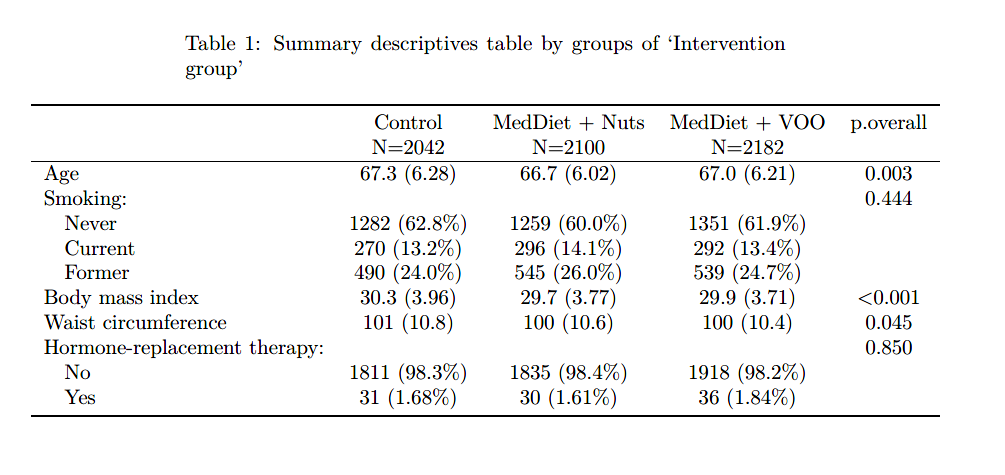 Table 1: Summary descriptives table by groups of ‘Intervention
group’
Control MedDiet + Nuts MedDiet + VOO p.overall
N=2042 N=2100 N=2182
Age 67.3 (6.28) 66.7 (6.02) 67.0 (6.21) 0.003
Smoking: 0.444
Never 1282 (62.8%) 1259 (60.0%) 1351 (61.9%)
Current 270 (13.2%) 296 (14.1%) 292 (13.4%)
Former 490 (24.0%) 545 (26.0%) 539 (24.7%)
Body mass index 30.3 (3.96) 29.7 (3.77) 29.9 (3.71) <0.001
Waist circumference 101 (10.8) 100 (10.6) 100 (10.4) 0.045
Hormone-replacement therapy: 0.850
No 1811 (98.3%) 1835 (98.4%) 1918 (98.2%)
Yes 31 (1.68%) 30 (1.61%) 36 (1.84%)